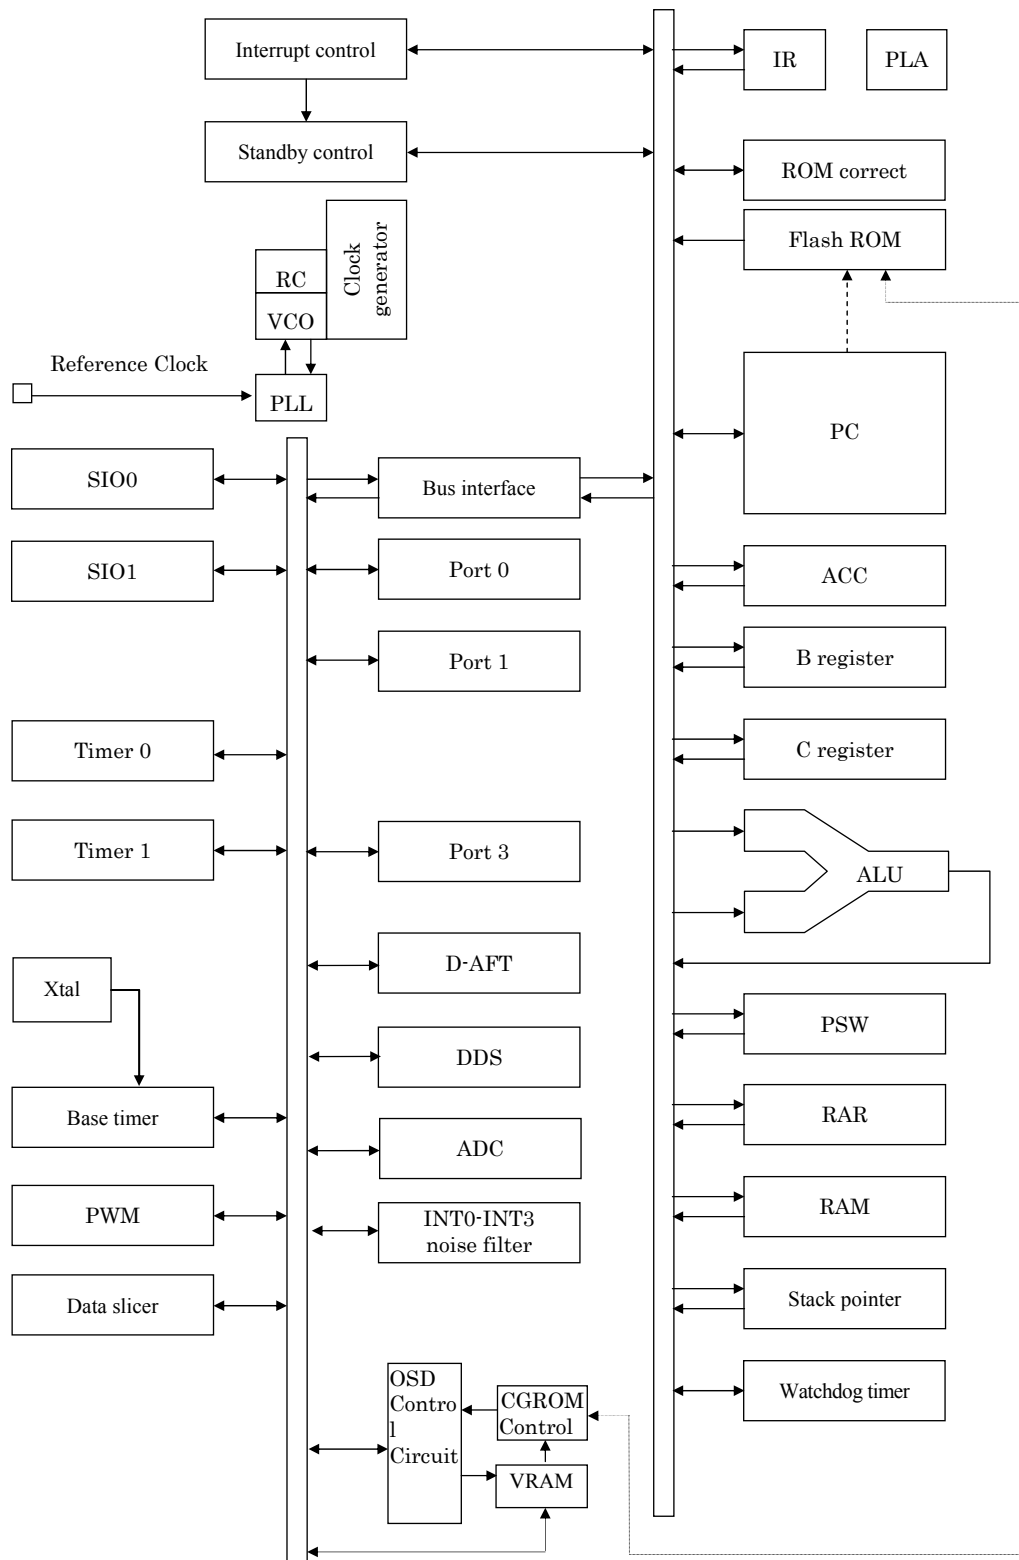 Interrupt control
IR
PLA
Standby control
ROM correct
Flash ROM
Clock
generator
RC
VCO
Reference Clock
PLL
PC
SIO0
Bus interface
SIO1
Port 0
ACC
Port 1
B register
Timer 0
C register
Timer 1
Port 3
ALU
D-AFT
Xtal
PSW
DDS
Base timer
RAR
ADC
PWM
INT0-INT3
noise filter
RAM
Data slicer
Stack pointer
OSD
Contro
l
Circuit
CGROM
Control
Watchdog timer
VRAM